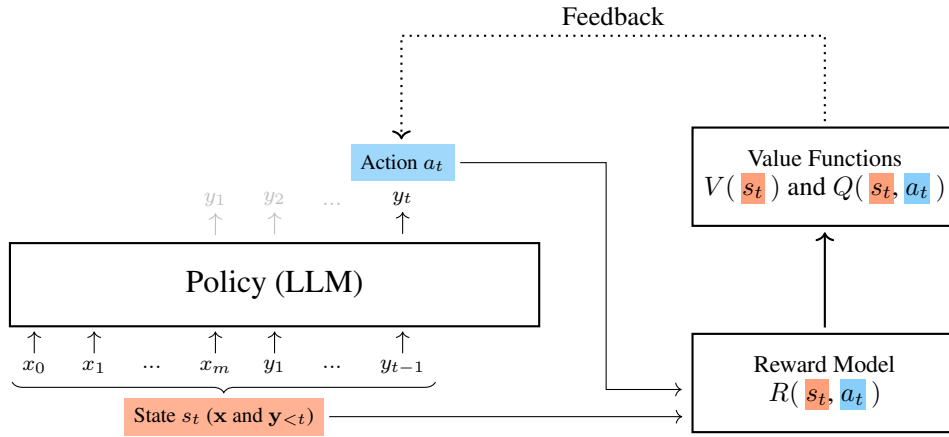 Feedback
Action a_t
Value Functions
V( s_t ) and Q( s_t, a_t )
y_1 y_2 ... y_t
Policy (LLM)
x_0 x_1 ... x_m y_1 ... y_{t−1}
Reward Model
R( s_t, a_t )
State s_t (x and y_{<t})